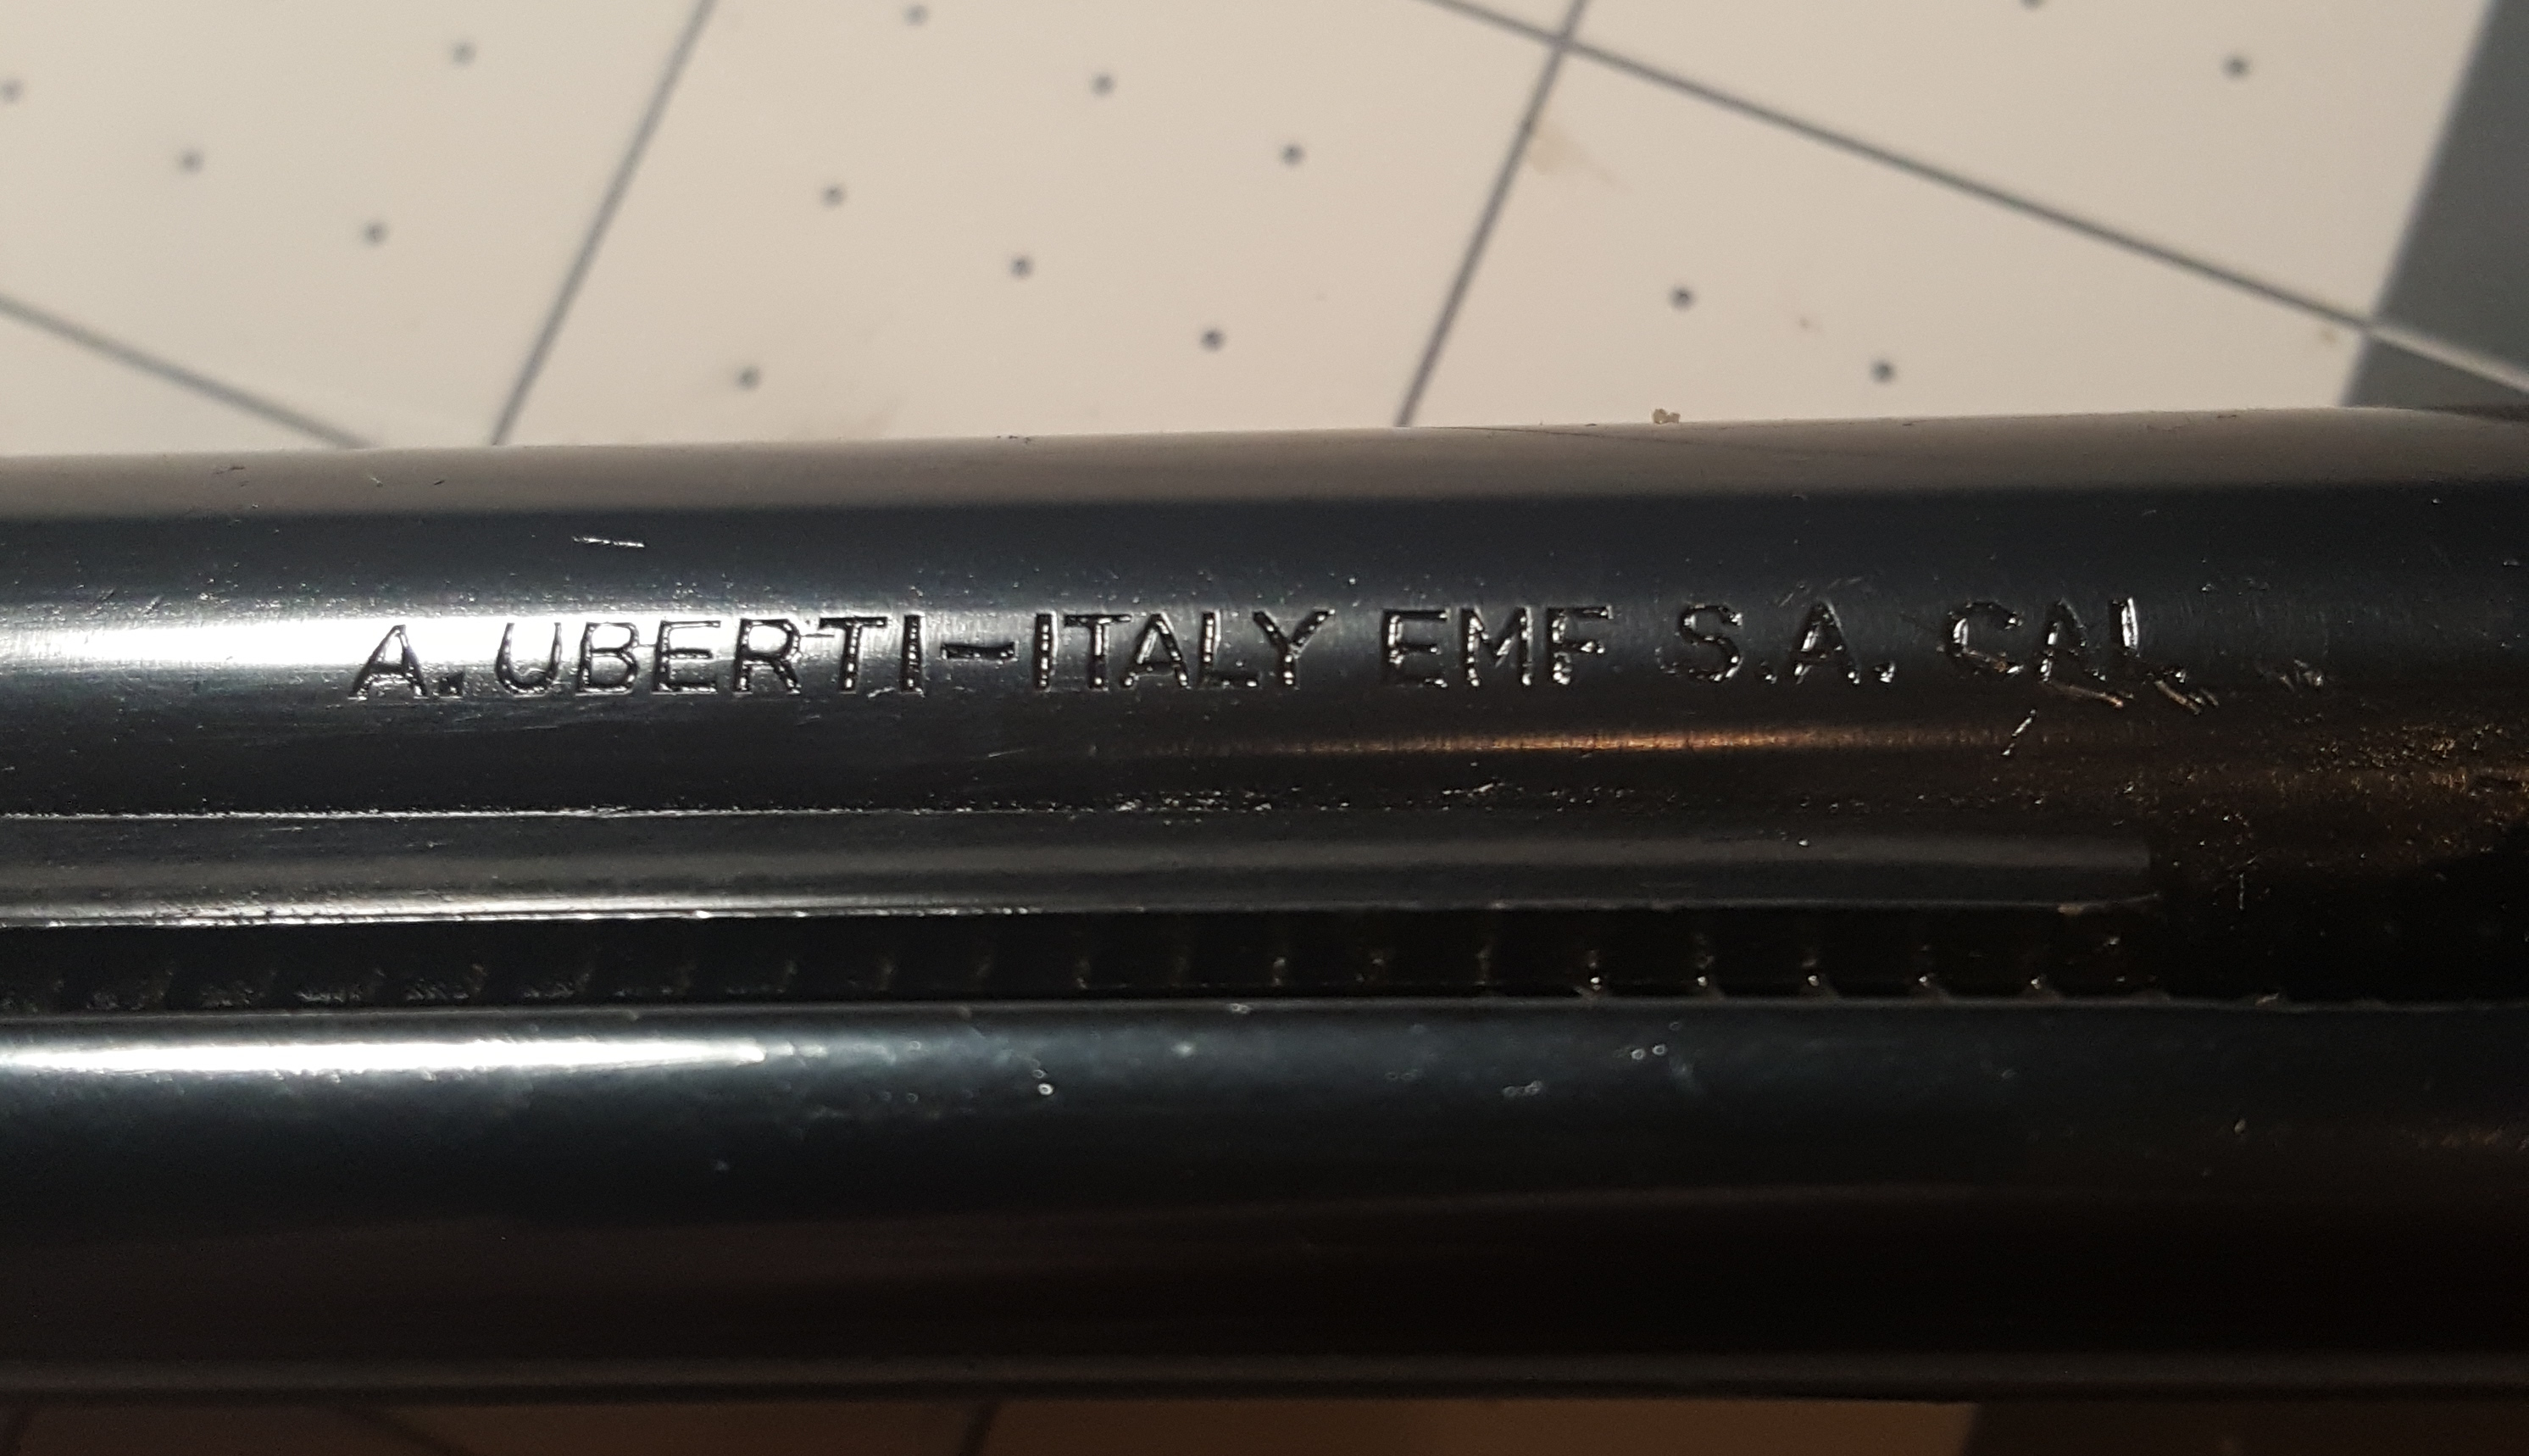 A. UBERTI-ITALY EMF S.A. CAL